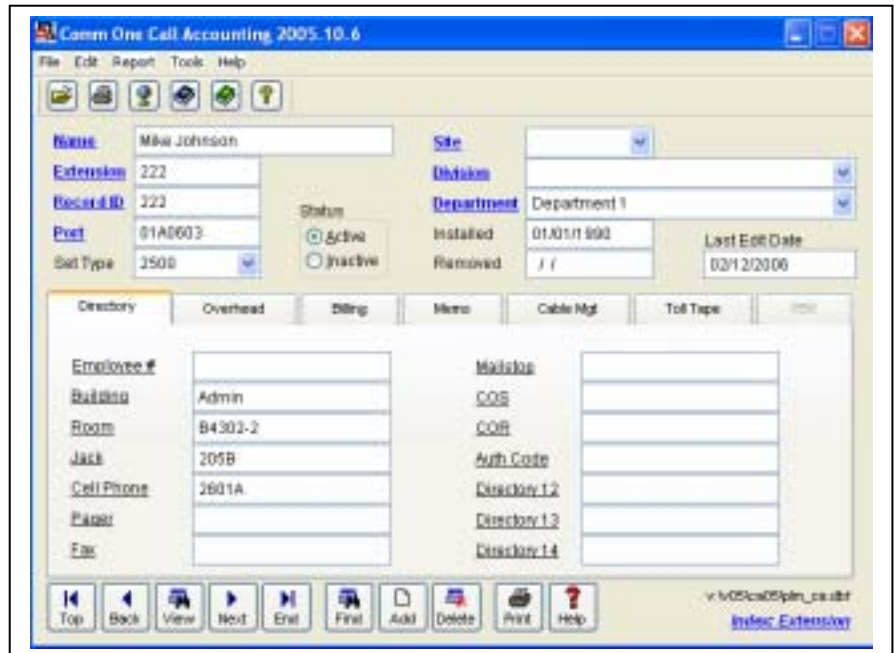 Comm One Call Accounting 2005.10.6
File Edit Report Tools Help
Name Mike Johnson Site
Extension 222 Division
Record ID 222 Status Department Department 1
Port 01A0603 Active Installed 01/01/1990 Last Edit Date
Set Type 2500 Inactive Removed / / 02/12/2006
Directory Overhead Billing Memo Cable Mgt Toll Tape
Employee # Mailstop
Building Admin COS
Room B4302-2 COR
Jack 205B Auth Code
Cell Phone 2601A Directory 12
Pager Directory 13
Fax Directory 14
Top Back View Next End Find Add Delete Print Help
Index: Extension